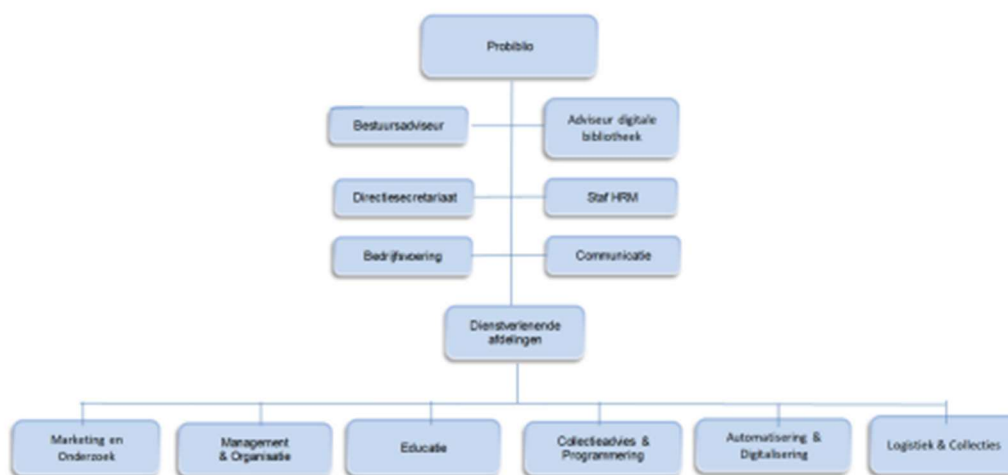 Probiblio
Bestuursadviseur
Adviseur digitale
bibliotheek
Directiesecretariaat
Staf HRM
Bedrijfsvoering
Communicatie
Dienstverlenende
afdelingen
Marketing en
Onderzoek
Management
& Organisatie
Educatie
Collectieadvies &
Programmering
Automatisering &
Digitalisering
Logistiek & Collecties